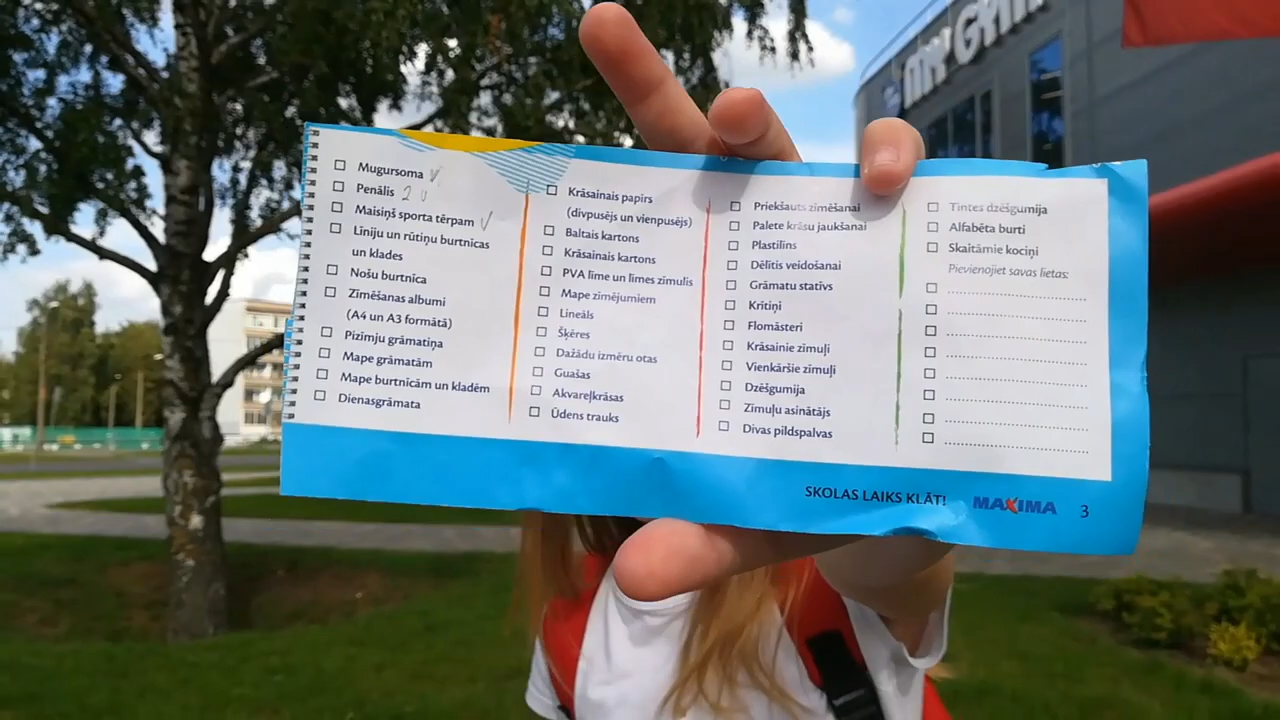 MY GYM
Mugursoma
Penālis 2
Maisiņš sporta tērpam
Līniju un rūtiņu burtnīcas
un klades
Nošu burtnīca
Zīmēšanas albumi
(A4 un A3 formātā)
Pizīmju grāmatiņa
Mape grāmatām
Mape burtnīcām un kladēm
Dienasgrāmata
Krāsainais papīrs
(divpusējs un vienpusējs)
Baltais kartons
Krāsainais kartons
PVA līme un līmes zīmulis
Mape zīmējumiem
Lineāls
Šķēres
Dažādu izmēru otas
Guašas
Akvareļkrāsas
Ūdens trauks
Priekšauts zīmēšanai
Palete krāsu jaukšanai
Plastilīns
Dēlītis veidošanai
Grāmatu statīvs
Krītiņi
Flomāsteri
Krāsainie zīmuļi
Vienkāršie zīmuļi
Dzēšgumija
Zīmuļu asinātājs
Divas pildspalvas
Tintes dzēšgumija
Alfabēta burti
Skaitāmie kociņi
Pievienojiet savas lietas:
SKOLAS LAIKS KLĀT! MAXIMA 3